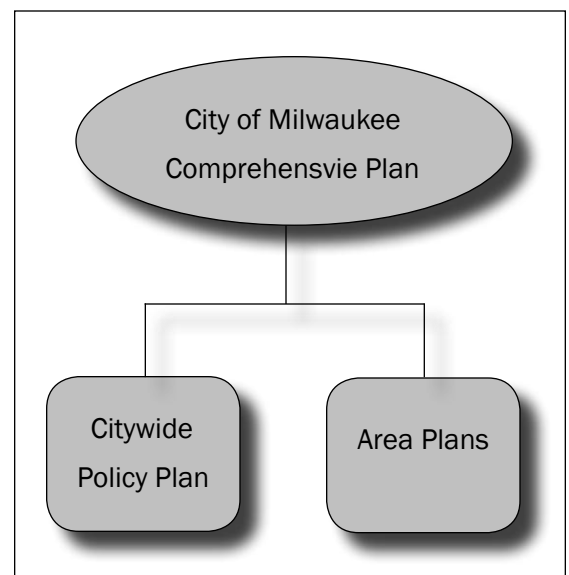 City of Milwaukee
Comprehensvie Plan
Citywide
Policy Plan
Area Plans